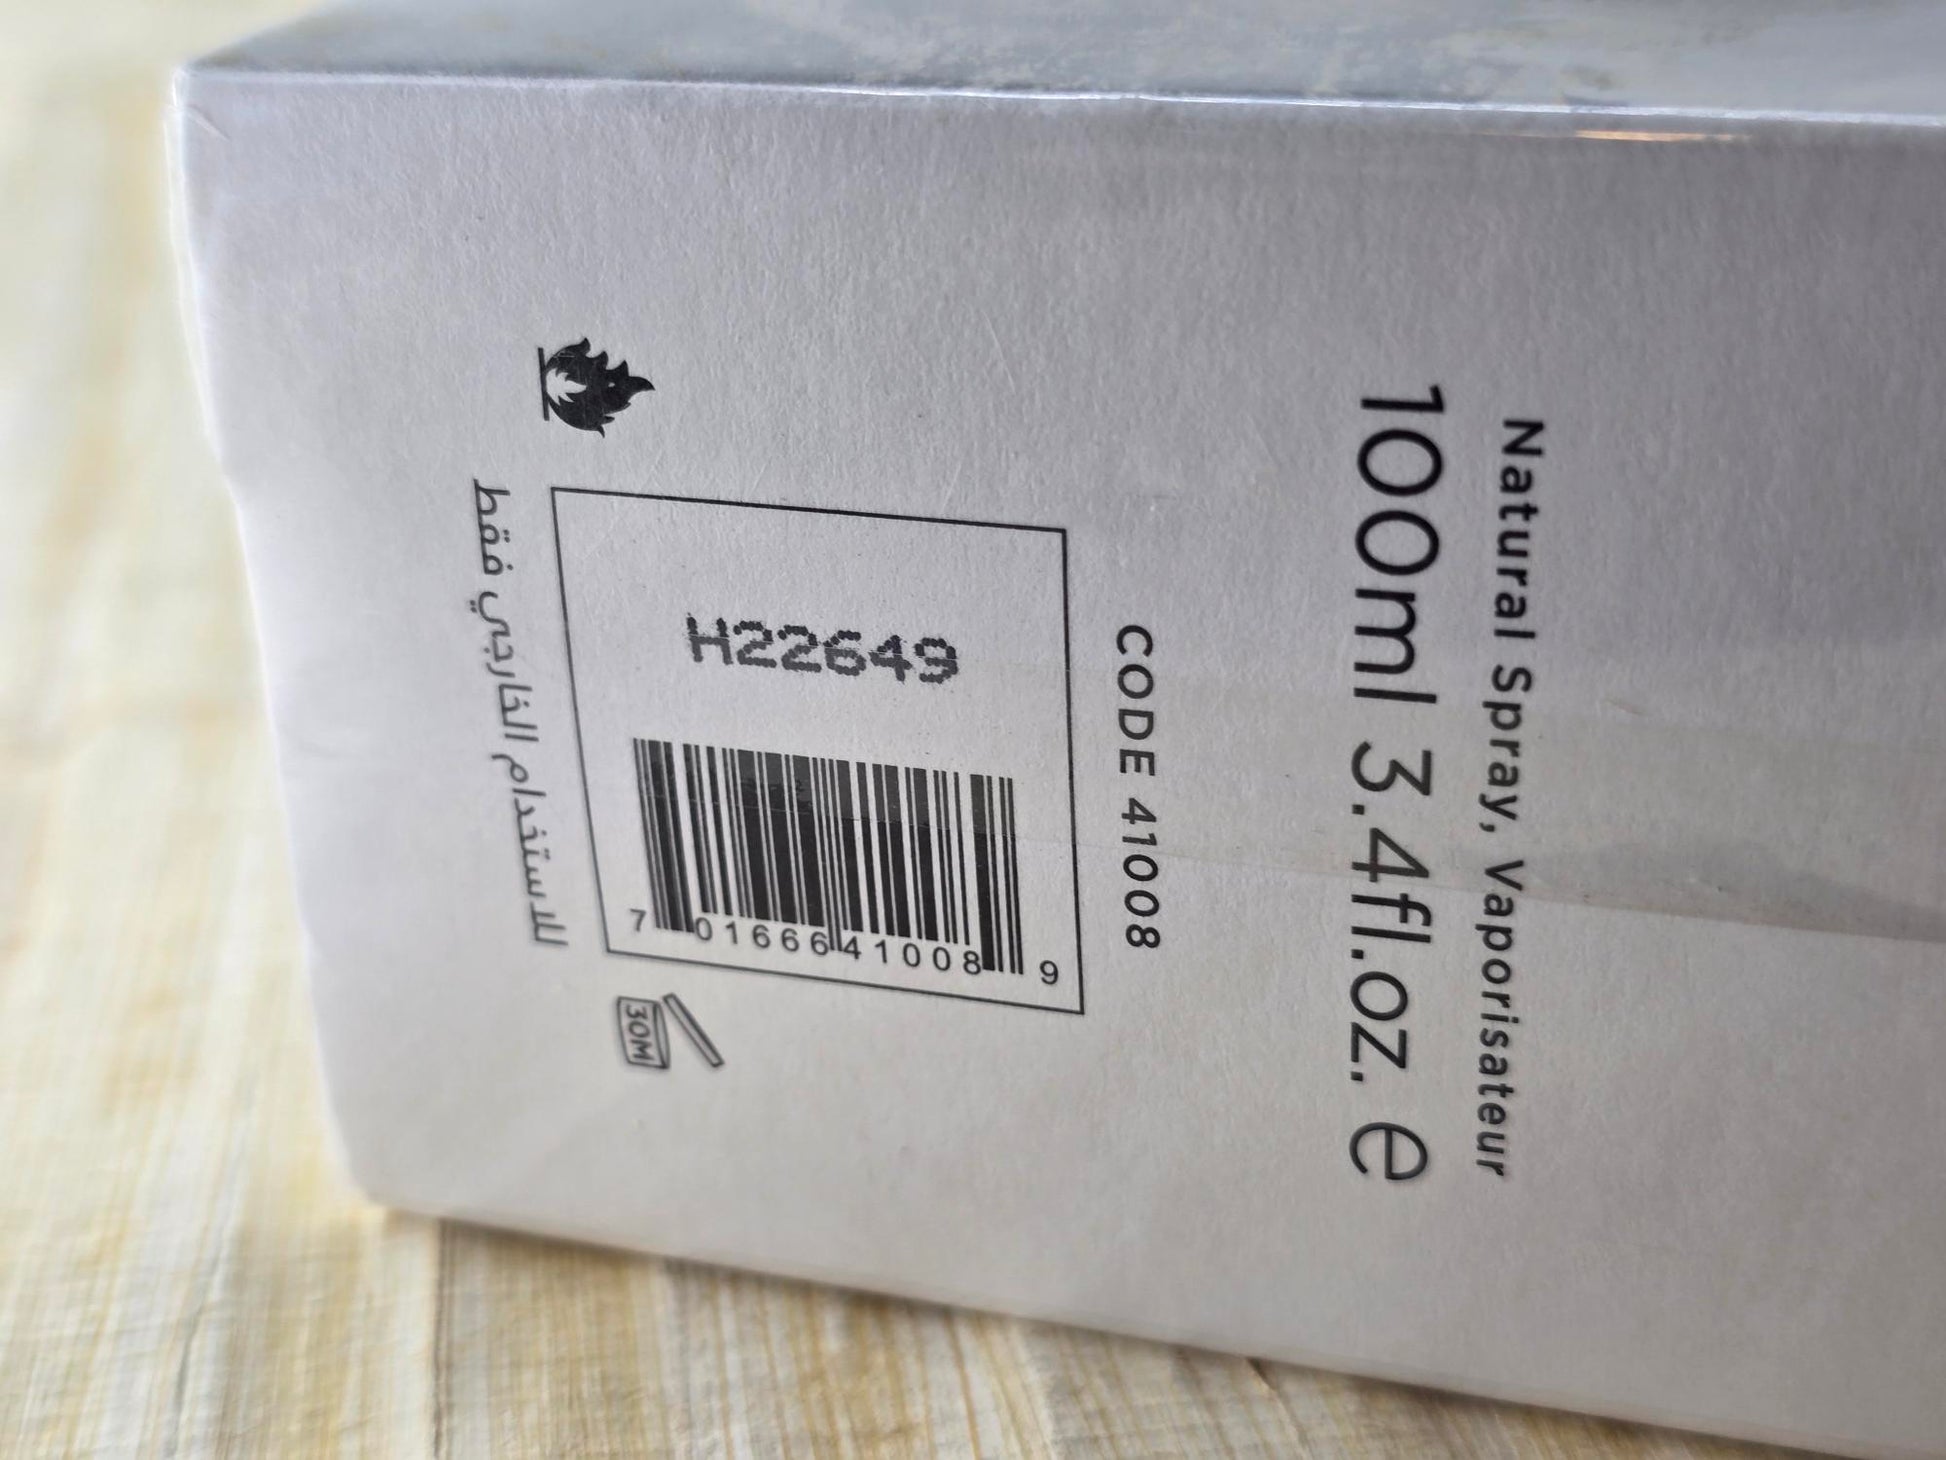 Natural Spray, Vaporisateur
100ml 3.4fl.oz. e
CODE 41008
H22649
7 01666 41008 9
30M
للاستخدام الخارجي فقط